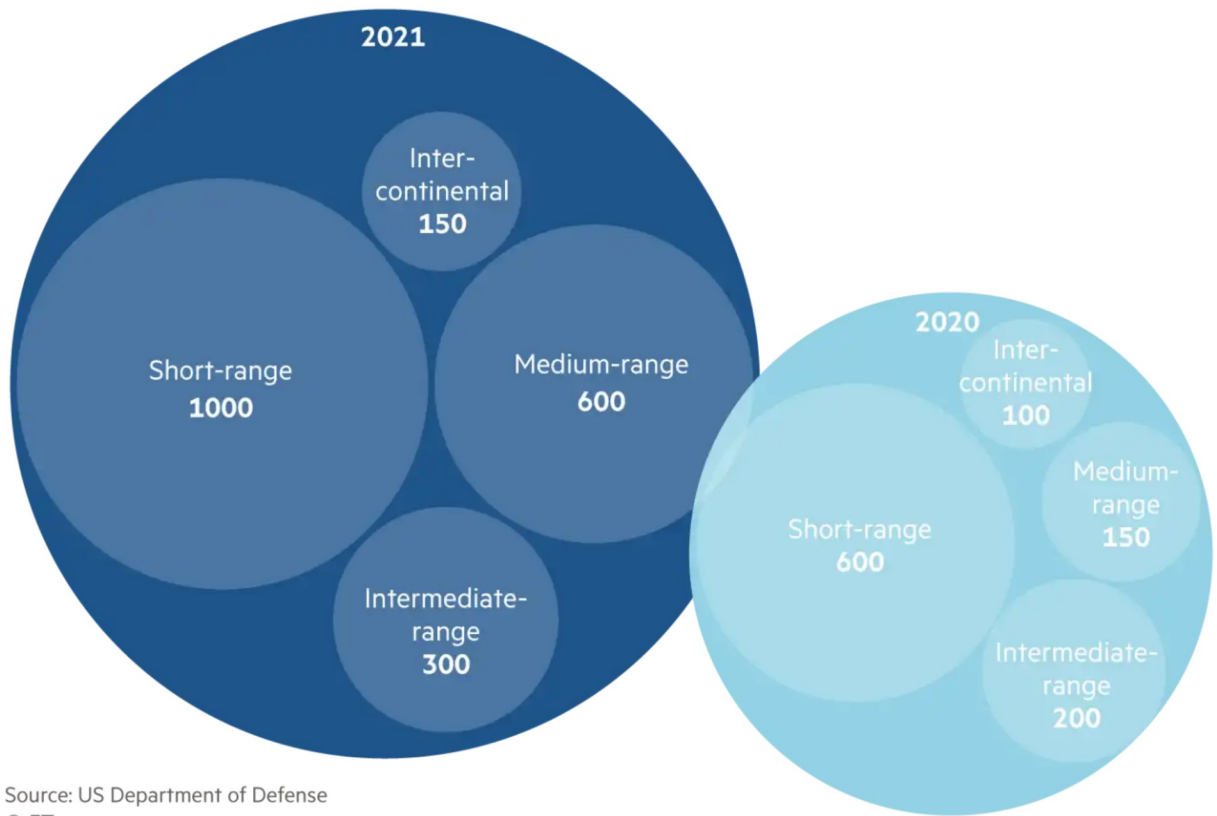 2021
Inter-
continental
150
Short-range
1000
Medium-range
600
Intermediate-
range
300
2020
Inter-
continental
100
Medium-
range
150
Short-range
600
Intermediate-
range
200
Source: US Department of Defense